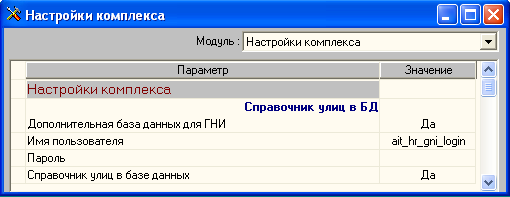 Настройки комплекса
Модуль : Настройки комплекса
Параметр Значение
Настройки комплекса
Справочник улиц в БД
Дополнительная база данных для ГНИ Да
Имя пользователя ait_hr_gni_login
Пароль
Справочник улиц в базе данных Да